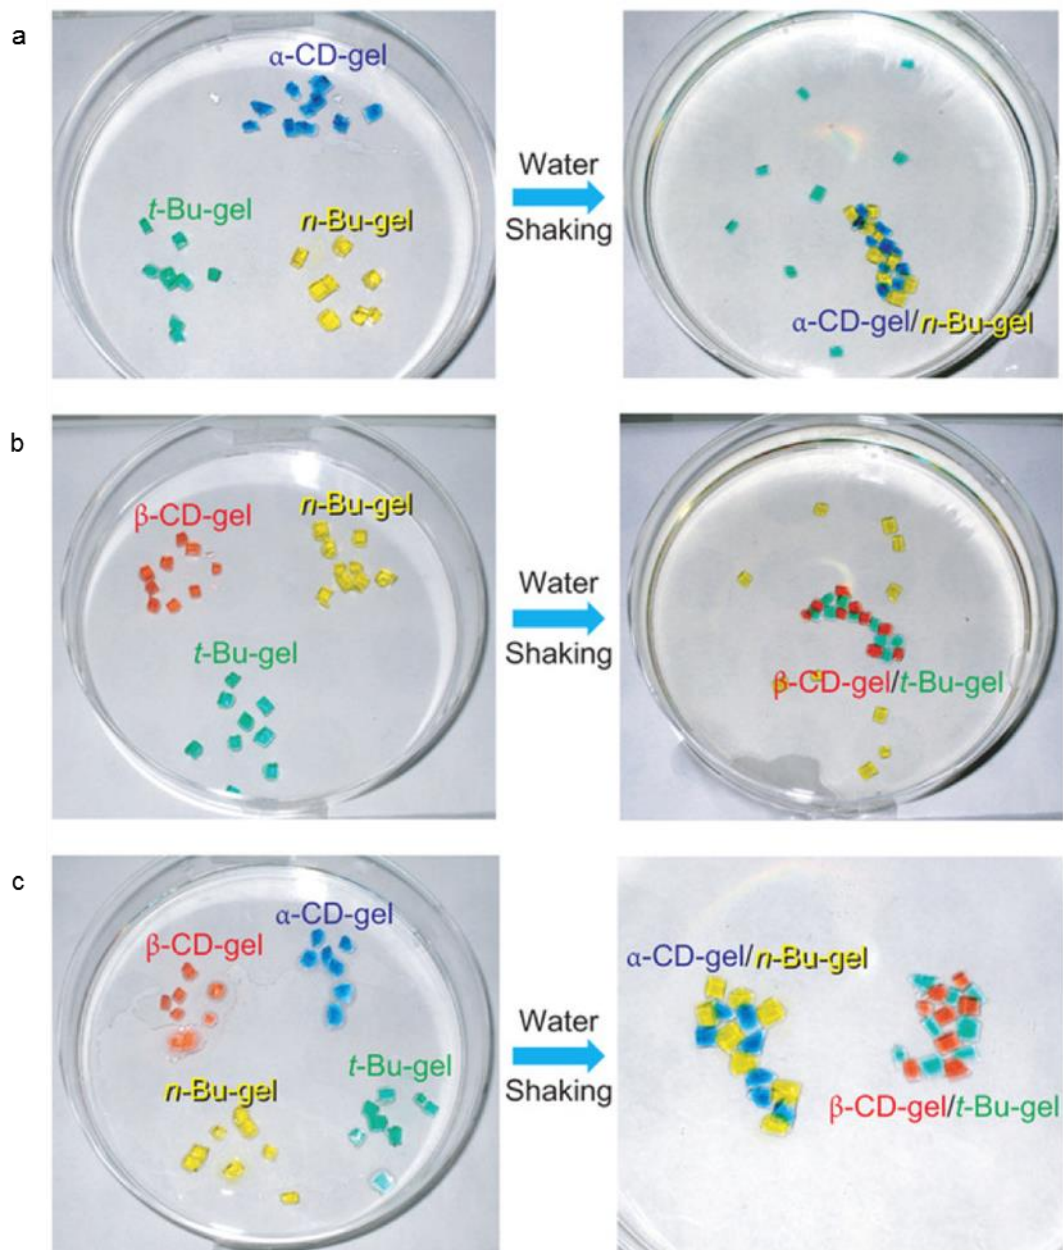 a
α-CD-gel
t-Bu-gel
n-Bu-gel
Water
Shaking
α-CD-gel/n-Bu-gel
b
β-CD-gel
n-Bu-gel
t-Bu-gel
Water
Shaking
β-CD-gel/t-Bu-gel
c
α-CD-gel
β-CD-gel
n-Bu-gel
t-Bu-gel
Water
Shaking
α-CD-gel/n-Bu-gel
β-CD-gel/t-Bu-gel